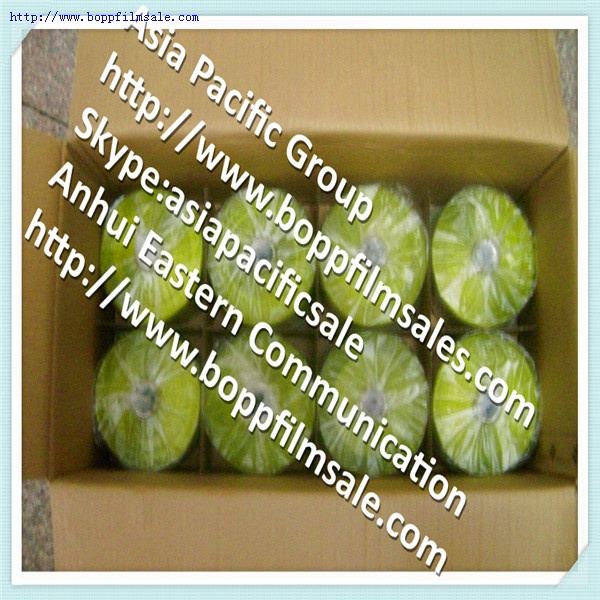 http://www.boppfilmsale.com
Asia Pacific Group
http://www.boppfilmsales.com
Skype:asiapacificsale
Anhui Eastern Communication
http://www.boppfilmsale.com